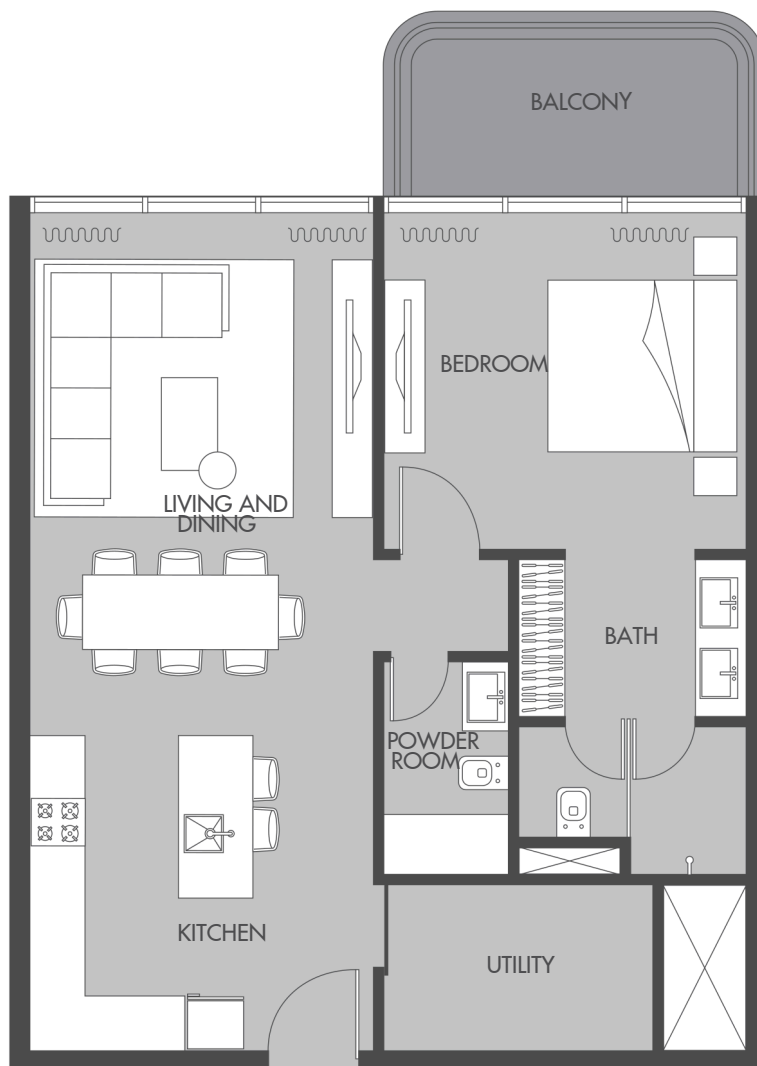 BALCONY
BEDROOM
LIVING AND
DINING
BATH
POWDER
ROOM
KITCHEN
UTILITY